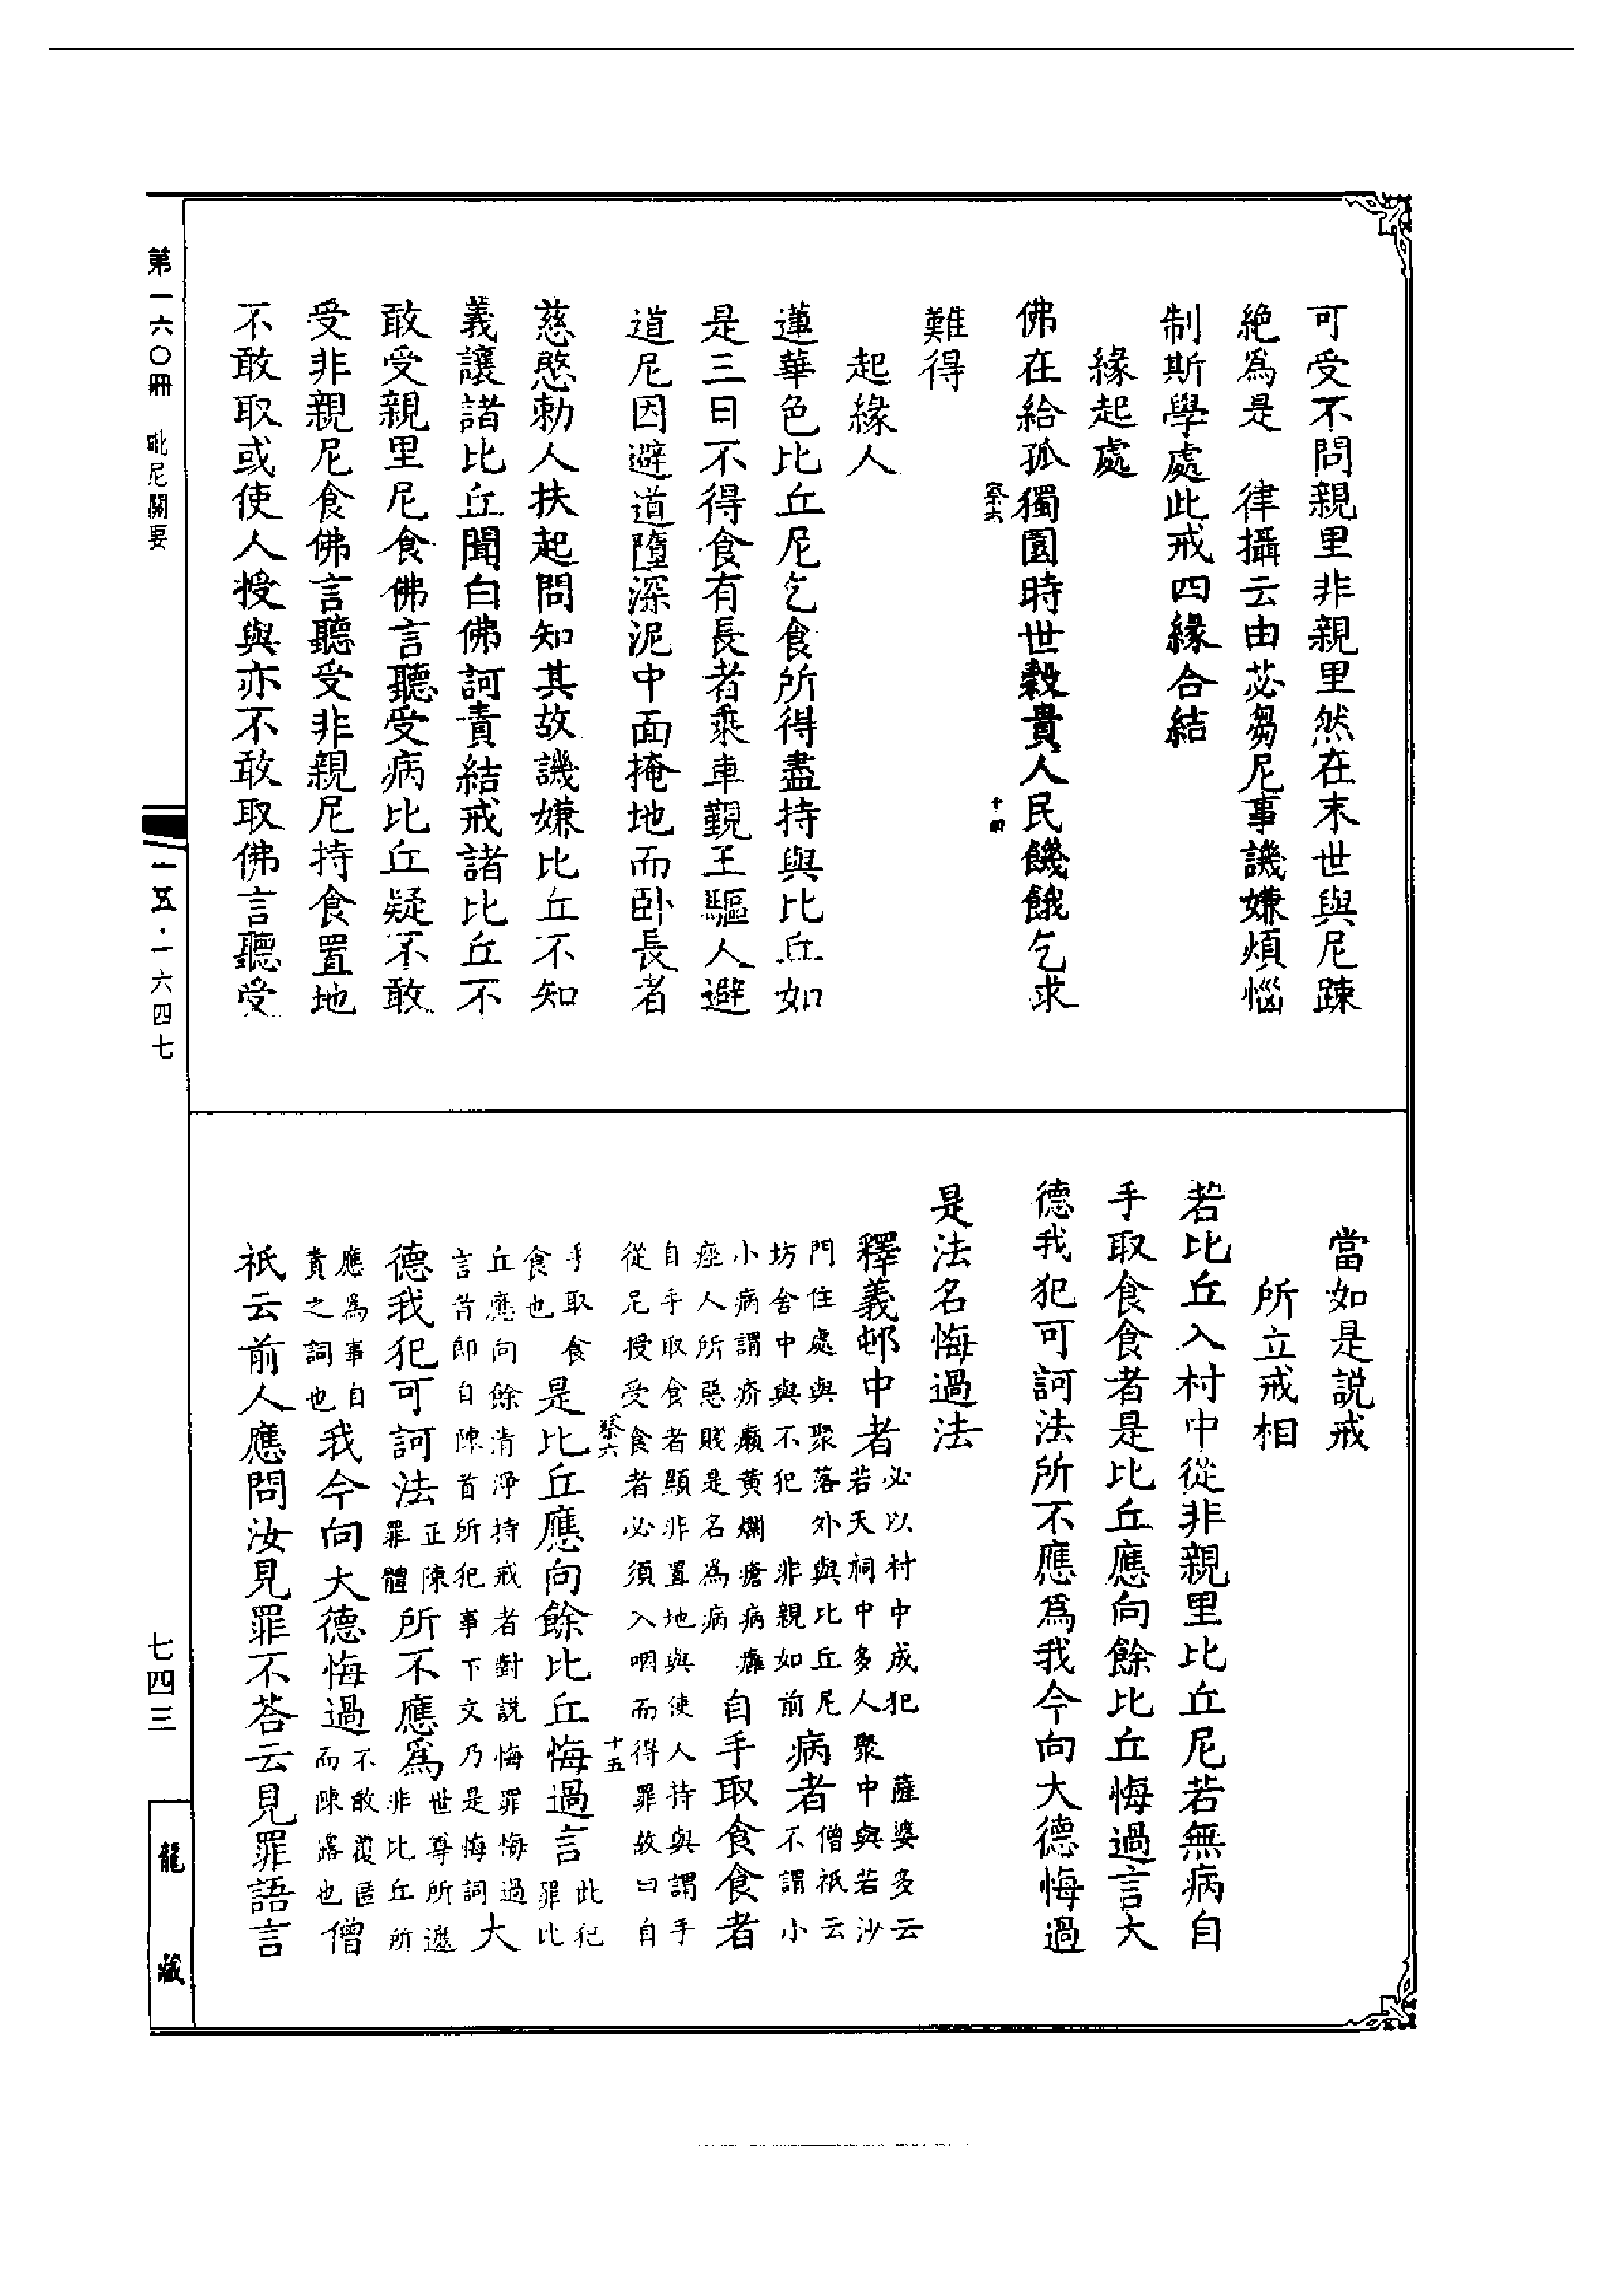 可受不問親里非親里然在末世與尼疎
絕為是　律攝云由苾芻尼事譏嫌煩惱
制斯學處此戒四緣合結
緣起處
佛在給孤獨園時世穀貴人民饑餓乞求
難得
起緣人
蓮華色比丘尼乞食所得盡持與比丘如
是三日不得食有長者乘車覲王驅人避
道尼因避道墮深泥中面掩地而卧長者
慈愍勑人扶起問知其故譏嫌比丘不知
義讓諸比丘聞白佛訶責結戒諸比丘不
敢受親里尼食佛言聽受病比丘疑不敢
受非親尼食佛言聽受非親尼持食置地
不敢取或使人授與亦不敢取佛言聽受
十四
當如是説戒
所立戒相
若比丘入村中從非親里比丘尼若無病自
手取食食者是比丘應向餘比丘悔過言大
德我犯可訶法所不應為我今向大德悔過
是法名悔過法
釋義邨中者必以村中成犯　薩婆多云
若天祠中多人聚中與若沙
門住處與聚落外與比丘尼
坊舍中與不犯　非親如前病者僧祇云
不謂小
小病謂疥癩黃爛瘡病癰
痤人所惡賤是名為病　自手取食食者
自手取食者顯非置地與使人持與謂手
從尼授受食者必須入咽而得罪故曰自
十五
手取食
食也　是比丘應向餘比丘悔過言此犯
罪比
丘應向餘清淨持戒者對説悔罪悔過
言昔即自陳首所犯事下文乃是悔詞大
德我犯可訶法正陳
罪體所不應為世尊所遮
非比丘所
應為事自
責之詞也我今向大德悔過不敢覆匿
而陳露也僧
祇云前人應問汝見罪不荅云見罪語言
第一六〇冊　毗尼關要
一五·一六四七
七四三
龍藏